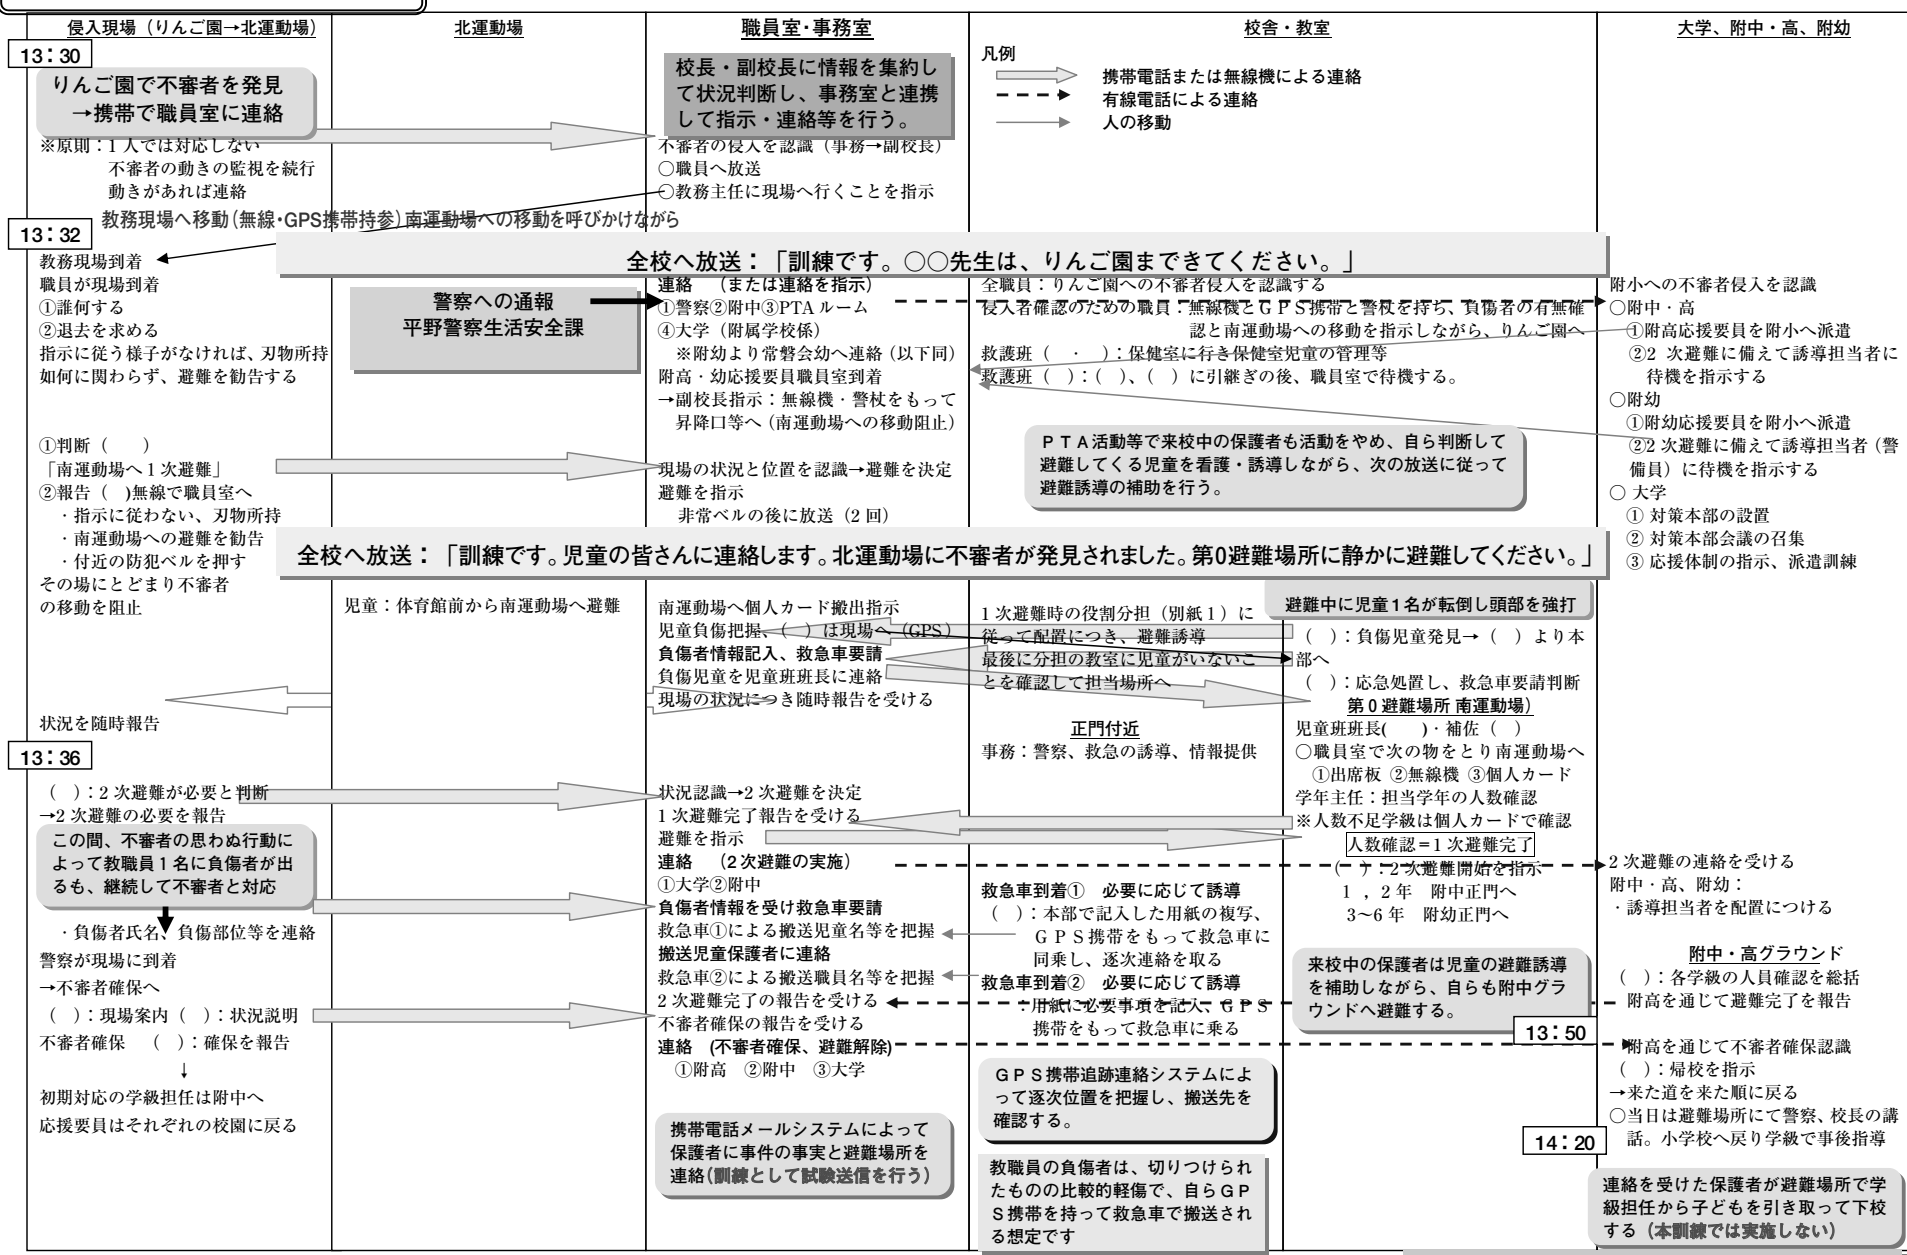 侵入現場（りんご園→北運動場）
13：30
りんご園で不審者を発見
→携帯で職員室に連絡
※原則：1 人では対応しない
不審者の動きの監視を続行
動きがあれば連絡
教務現場へ移動（無線・GPS携帯持参）南運動場への移動を呼びかけながら
13：32
教務現場到着
職員が現場到着
①誰何する
②退去を求める
指示に従う様子がなければ、刃物所持
如何に関わらず、避難を勧告する
①判断（　　）
「南運動場へ１次避難」
②報告（　)無線で職員室へ
・指示に従わない、刃物所持
・南運動場への避難を勧告
・付近の防犯ベルを押す
その場にとどまり不審者
の移動を阻止
状況を随時報告
13：36
（　）：2 次避難が必要と判断
→2 次避難の必要を報告
この間、不審者の思わぬ行動に
よって教職員１名に負傷者が出
るも、継続して不審者と対応
・負傷者氏名、負傷部位等を連絡
警察が現場に到着
→不審者確保へ
（　）：現場案内（　）：状況説明
不審者確保　（　）：確保を報告
↓
初期対応の学級担任は附中へ
応援要員はそれぞれの校園に戻る
北運動場
警察への通報
平野警察生活安全課
児童：体育館前から南運動場へ避難
職員室・事務室
校長・副校長に情報を集約し
て状況判断し、事務室と連携
して指示・連絡等を行う。
不審者の侵入を認識（事務→副校長）
○職員へ放送
○教務主任に現場へ行くことを指示
全校へ放送：「訓練です。○○先生は、りんご園まできてください。」
連絡　（または連絡を指示）
①警察②附中③PTA ルーム
④大学（附属学校係）
※附幼より常磐会幼へ連絡（以下同）
附高・幼応援要員職員室到着
→副校長指示：無線機・警杖をもって
昇降口等へ（南運動場への移動阻止）
現場の状況と位置を認識→避難を決定
避難を指示
非常ベルの後に放送（2 回）
全校へ放送：「訓練です。児童の皆さんに連絡します。北運動場に不審者が発見されました。第0避難場所に静かに避難してください。」
南運動場へ個人カード搬出指示
児童負傷把握、（　）は現場へ（GPS）
負傷者情報記入、救急車要請
負傷児童を児童班班長に連絡
現場の状況につき随時報告を受ける
状況認識→2 次避難を決定
1 次避難完了報告を受ける
避難を指示
連絡　（２次避難の実施）
①大学②附中
負傷者情報を受け救急車要請
救急車①による搬送児童名等を把握
搬送児童保護者に連絡
救急車②による搬送職員名等を把握
2 次避難完了の報告を受ける
不審者確保の報告を受ける
連絡　(不審者確保、避難解除)
①附高　②附中　③大学
携帯電話メールシステムによって
保護者に事件の事実と避難場所を
連絡（訓練として試験送信を行う）
校舎・教室
凡例
携帯電話または無線機による連絡
有線電話による連絡
人の移動
全職員：りんご園への不審者侵入を認識する
侵入者確認のための職員：無線機とＧＰＳ携帯と警杖を持ち、負傷者の有無確
認と南運動場への移動を指示しながら、りんご園へ
救護班（　・　）：保健室に行き保健室児童の管理等
救護班（　）：（　）、（　）に引継ぎの後、職員室で待機する。
ＰＴＡ活動等で来校中の保護者も活動をやめ、自ら判断して
避難してくる児童を看護・誘導しながら、次の放送に従って
避難誘導の補助を行う。
1 次避難時の役割分担（別紙１）に
従って配置につき、避難誘導
最後に分担の教室に児童がいないこ
とを確認して担当場所へ
正門付近
事務：警察、救急の誘導、情報提供
救急車到着①　必要に応じて誘導
（　）：本部で記入した用紙の複写、
ＧＰＳ携帯をもって救急車に
同乗し、逐次連絡を取る
救急車到着②　必要に応じて誘導
：用紙に必要事項を記入、ＧＰＳ
携帯をもって救急車に乗る
ＧＰＳ携帯追跡連絡システムによ
って逐次位置を把握し、搬送先を
確認する。
教職員の負傷者は、切りつけられ
たものの比較的軽傷で、自らＧＰ
Ｓ携帯を持って救急車で搬送され
る想定です
避難中に児童１名が転倒し頭部を強打
（　）：負傷児童発見→（　）より本
部へ
（　）：応急処置し、救急車要請判断
第０避難場所 南運動場）
児童班班長(　　)・補佐（　）
○職員室で次の物をとり南運動場へ
①出席板 ②無線機 ③個人カード
学年主任：担当学年の人数確認
※人数不足学級は個人カードで確認
人数確認＝1 次避難完了
（　）：2 次避難開始を指示
1 ，2 年　附中正門へ
3～6 年　附幼正門へ
来校中の保護者は児童の避難誘導
を補助しながら、自らも附中グラ
ウンドへ避難する。
13：50
14：20
大学、附中・高、附幼
附小への不審者侵入を認識
○附中・高
①附高応援要員を附小へ派遣
②2 次避難に備えて誘導担当者に
待機を指示する
○附幼
①附幼応援要員を附小へ派遣
②2 次避難に備えて誘導担当者（警
備員）に待機を指示する
○ 大学
① 対策本部の設置
② 対策本部会議の召集
③ 応援体制の指示、派遣訓練
2 次避難の連絡を受ける
附中・高、附幼：
・誘導担当者を配置につける
附中・高グラウンド
（　）：各学級の人員確認を総括
附高を通じて避難完了を報告
附高を通じて不審者確保認識
（　）：帰校を指示
→来た道を来た順に戻る
○当日は避難場所にて警察、校長の講
話。小学校へ戻り学級で事後指導
連絡を受けた保護者が避難場所で学
級担任から子どもを引き取って下校
する（本訓練では実施しない）